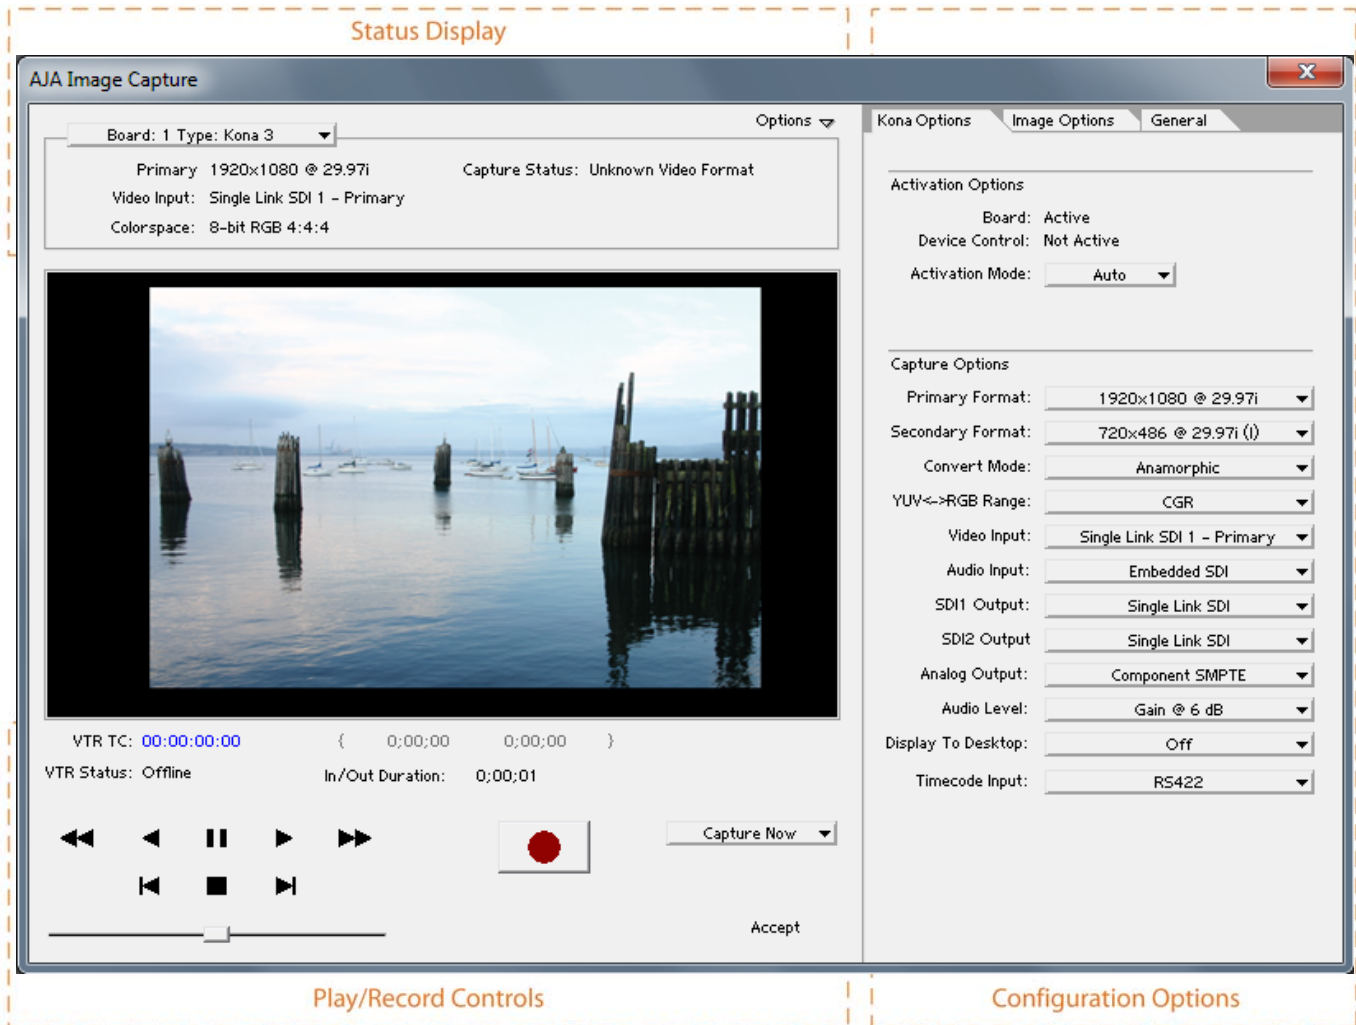 Status Display
AJA Image Capture
X
Board: 1 Type: Kona 3
Options
Primary 1920x1080 @ 29.97i
Capture Status: Unknown Video Format
Video Input: Single Link SDI 1 - Primary
Colorspace: 8-bit RGB 4:4:4
VTR TC: 00:00:00:00
{ 0;00;00 0;00;00 }
VTR Status: Offline
In/Out Duration: 0;00;01
Capture Now
Accept
Kona Options
Image Options
General
Activation Options
Board: Active
Device Control: Not Active
Activation Mode: Auto
Capture Options
Primary Format: 1920x1080 @ 29.97i
Secondary Format: 720x486 @ 29.97i (I)
Convert Mode: Anamorphic
YUV<->RGB Range: CGR
Video Input: Single Link SDI 1 - Primary
Audio Input: Embedded SDI
SDI1 Output: Single Link SDI
SDI2 Output Single Link SDI
Analog Output: Component SMPTE
Audio Level: Gain @ 6 dB
Display To Desktop: Off
Timecode Input: RS422
Play/Record Controls
Configuration Options